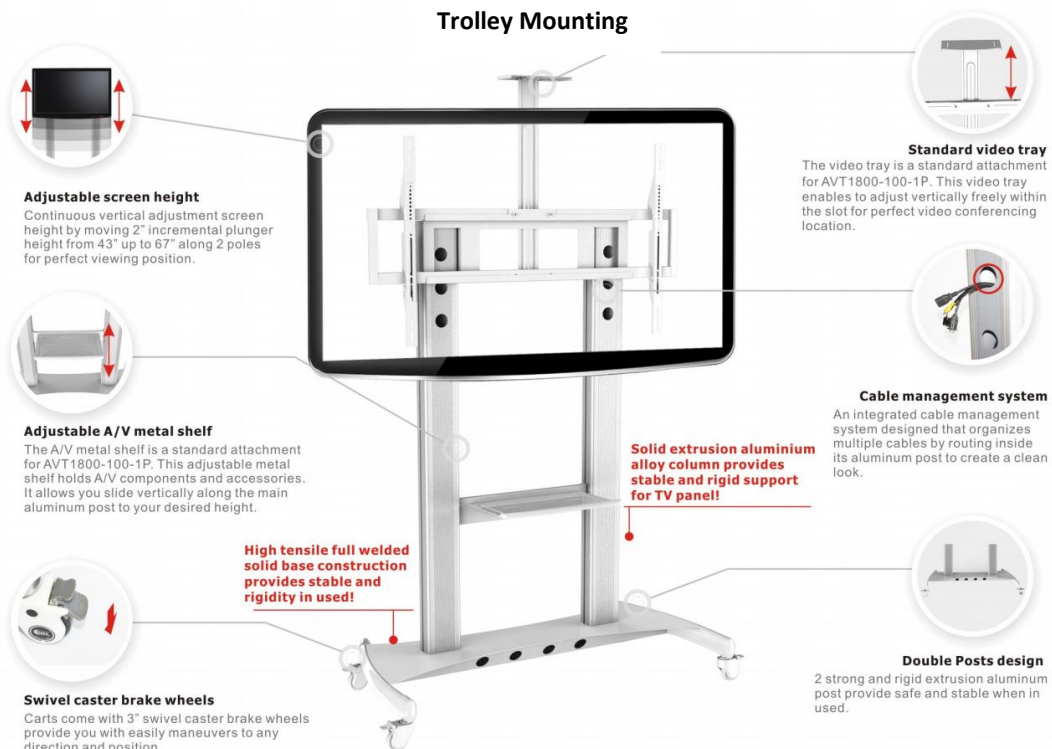 Trolley Mounting
Adjustable screen height
Continuous vertical adjustment screen
height by moving 2" incremental plunger
height from 43" up to 67" along 2 poles
for perfect viewing position.
Adjustable A/V metal shelf
The A/V metal shelf is a standard attachment
for AVT1800-100-1P. This adjustable metal
shelf holds A/V components and accessories.
It allows you slide vertically along the main
aluminum post to your desired height.
High tensile full welded
solid base construction
provides stable and
rigidity in used!
Swivel caster brake wheels
Carts come with 3" swivel caster brake wheels
provide you with easily maneuvers to any
direction and position
Standard video tray
The video tray is a standard attachment
for AVT1800-100-1P. This video tray
enables to adjust vertically freely within
the slot for perfect video conferencing
location.
Cable management system
An integrated cable management
system designed that organizes
multiple cables by routing inside
its aluminum post to create a clean
look.
Solid extrusion aluminium
alloy column provides
stable and rigid support
for TV panel!
Double Posts design
2 strong and rigid extrusion aluminum
post provide safe and stable when in
used.